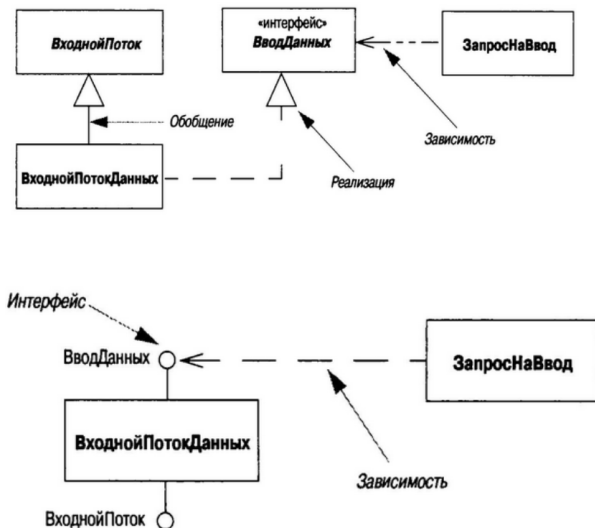 ВходнойПоток
«интерфейс»
ВводДанных
ЗапросНаВвод
Обобщение
Зависимость
ВходнойПотокДанных
Реализация
Интерфейс
ВводДанных
ЗапросНаВвод
ВходнойПотокДанных
Зависимость
ВходнойПоток